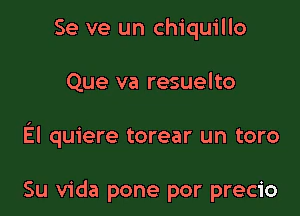 Se ve un chiquillo
Que va resuelto
Él quiere torear un toro
Su vida pone por precio